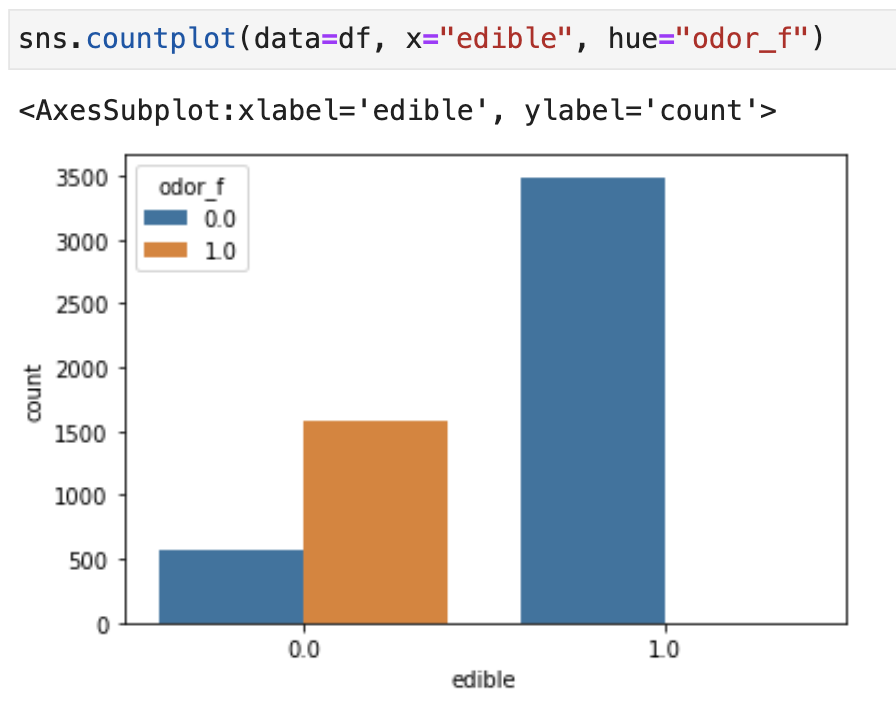 sns.countplot(data=df, x="edible", hue="odor_f")
<AxesSubplot:xlabel='edible', ylabel='count'>
odor_f
0.0
1.0
3500
3000
2500
2000
1500
1000
500
0
count
0.0
1.0
edible